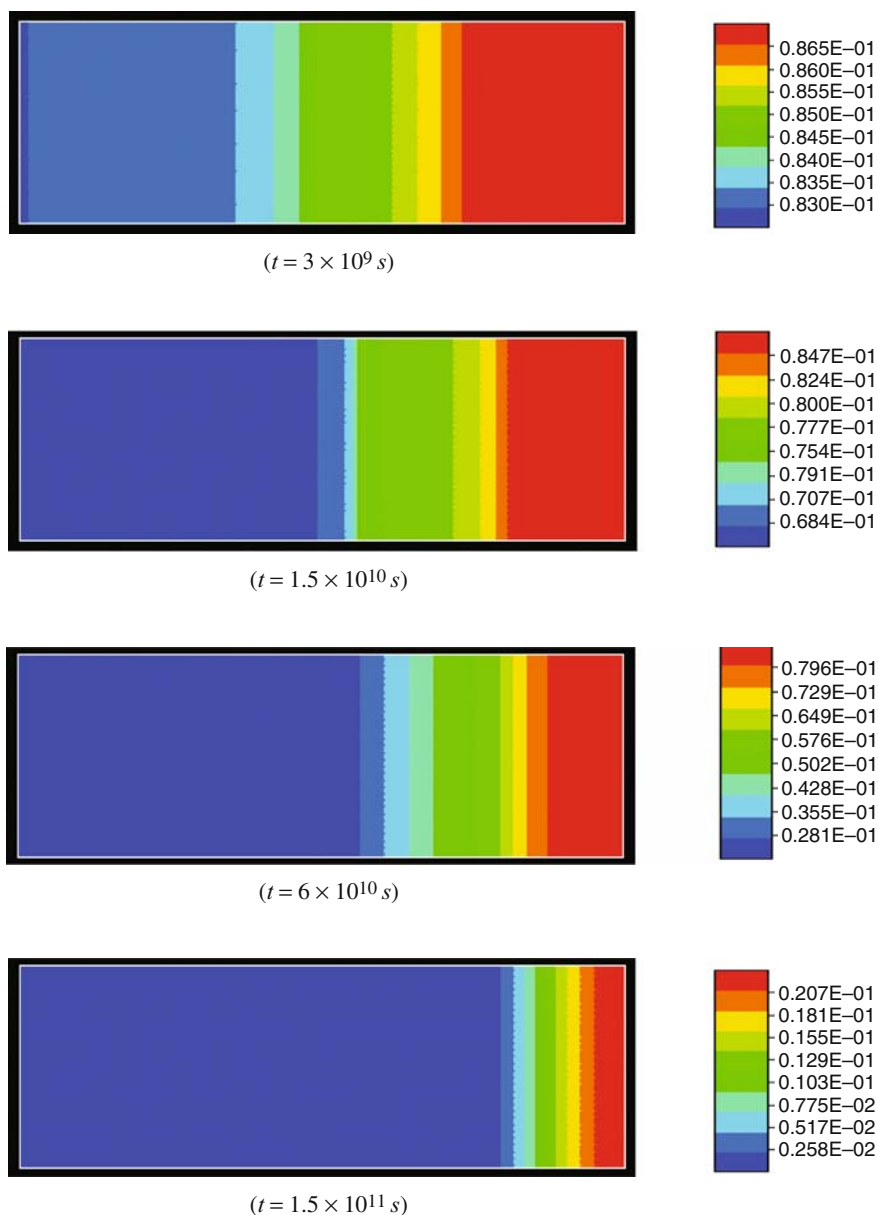 0.865E–01
0.860E–01
0.855E–01
0.850E–01
0.845E–01
0.840E–01
0.835E–01
0.830E–01
(t = 3 × 10⁹ s)
0.847E–01
0.824E–01
0.800E–01
0.777E–01
0.754E–01
0.791E–01
0.707E–01
0.684E–01
(t = 1.5 × 10¹⁰ s)
0.796E–01
0.729E–01
0.649E–01
0.576E–01
0.502E–01
0.428E–01
0.355E–01
0.281E–01
(t = 6 × 10¹⁰ s)
0.207E–01
0.181E–01
0.155E–01
0.129E–01
0.103E–01
0.775E–02
0.517E–02
0.258E–02
(t = 1.5 × 10¹¹ s)